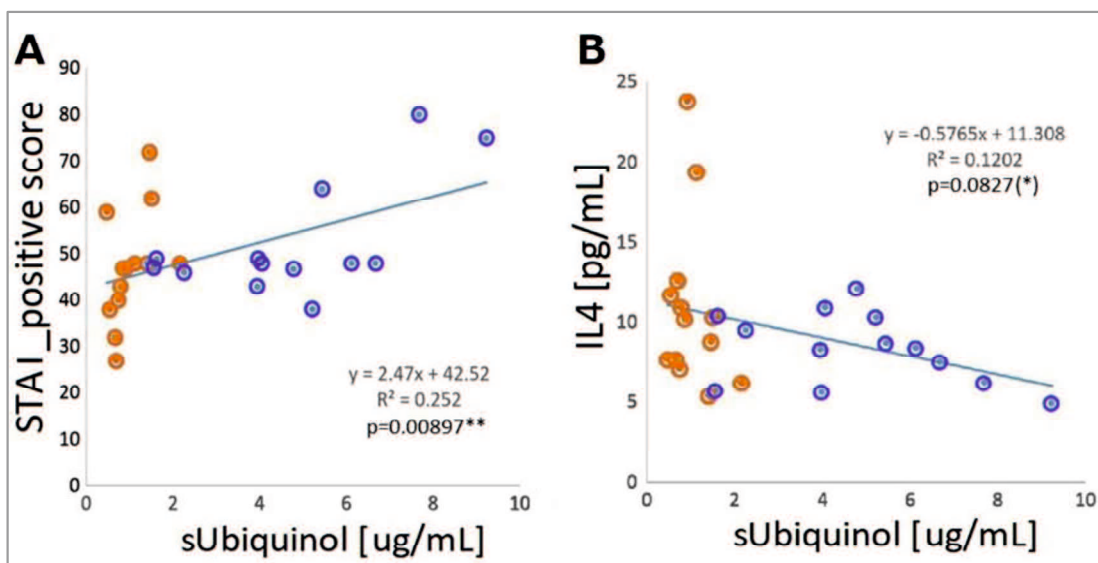 A
STAI_positive score
90
80
70
60
50
40
30
20
10
0
y = 2.47x + 42.52
R² = 0.252
p=0.00897**
0 2 4 6 8 10
sUbiquinol [ug/mL]
B
IL4 [pg/mL]
25
20
15
10
5
0
y = -0.5765x + 11.308
R² = 0.1202
p=0.0827(*)
0 2 4 6 8 10
sUbiquinol [ug/mL]